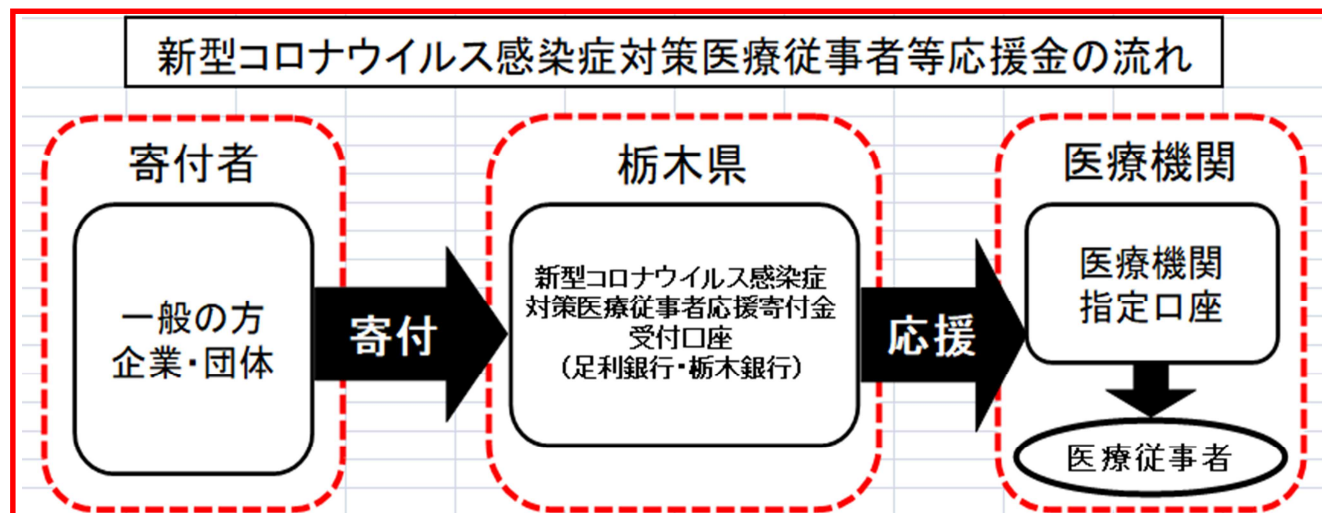 新型コロナウイルス感染症対策医療従事者等応援金の流れ
寄付者
一般の方
企業・団体
寄付
栃木県
新型コロナウイルス感染症
対策医療従事者応援寄付金
受付口座
（足利銀行・栃木銀行）
応援
医療機関
医療機関
指定口座
医療従事者